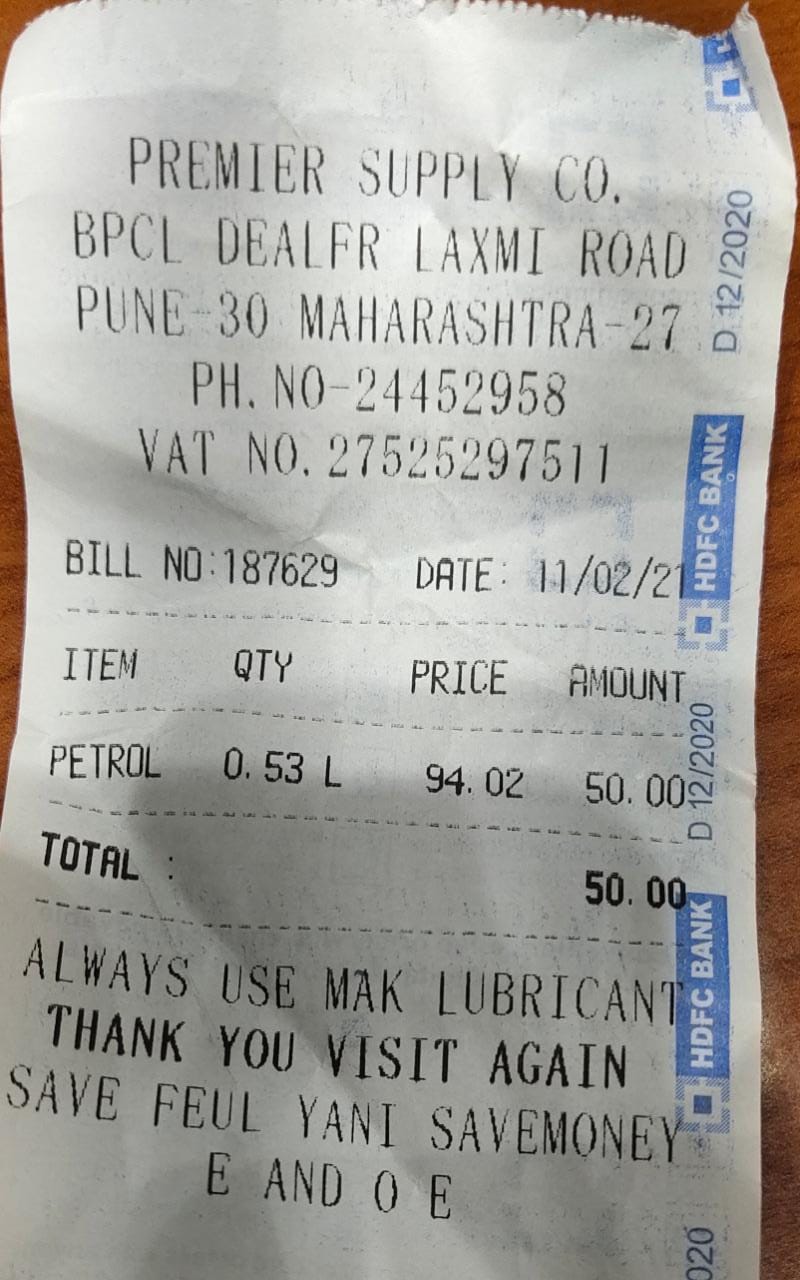 PREMIER SUPPLY CO.
BPCL DEALFR LAXMI ROAD
PUNE-30 MAHARASHTRA-27
PH. NO-24452958
VAT NO. 27525297511
BILL NO:187629 DATE: 11/02/21
ITEM QTY PRICE AMOUNT
PETROL 0.53 L 94.02 50.00
TOTAL : 50.00
ALWAYS USE MAK LUBRICANT
THANK YOU VISIT AGAIN
SAVE FEUL YANI SAVEMONEY
E AND O E
D 12/2020
HDFC BANK
D 12/2020
HDFC BANK
020